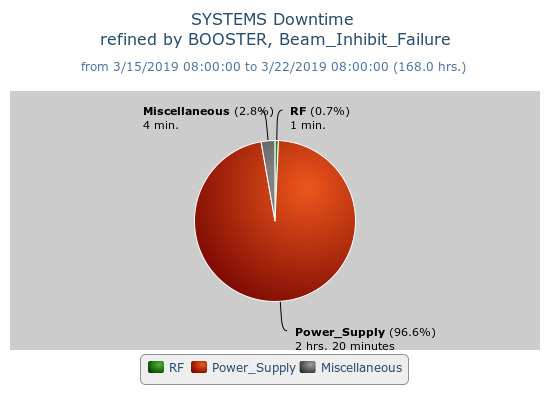 SYSTEMS Downtime
refined by BOOSTER, Beam_Inhibit_Failure
from 3/15/2019 08:00:00 to 3/22/2019 08:00:00 (168.0 hrs.)
Miscellaneous (2.8%)
4 min.
RF (0.7%)
1 min.
Power_Supply (96.6%)
2 hrs. 20 minutes
RF Power_Supply Miscellaneous